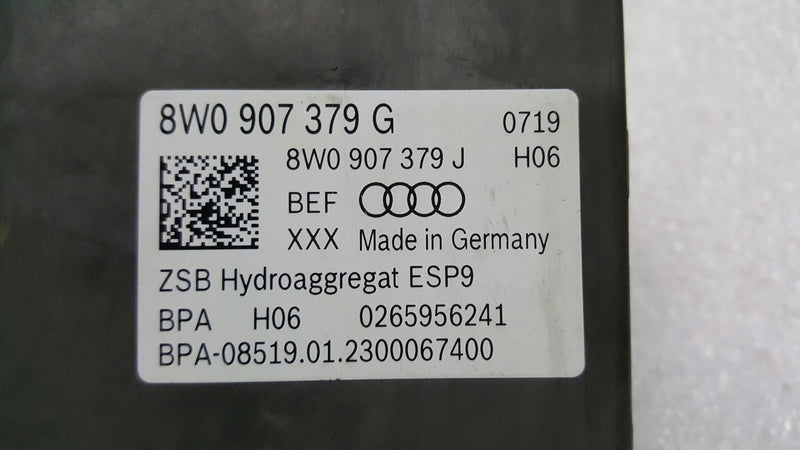 8W0 907 379 G 0719
8W0 907 379 J H06
BEF
XXX Made in Germany
ZSB Hydroaggregat ESP9
BPA H06 0265956241
BPA-08519.01.2300067400